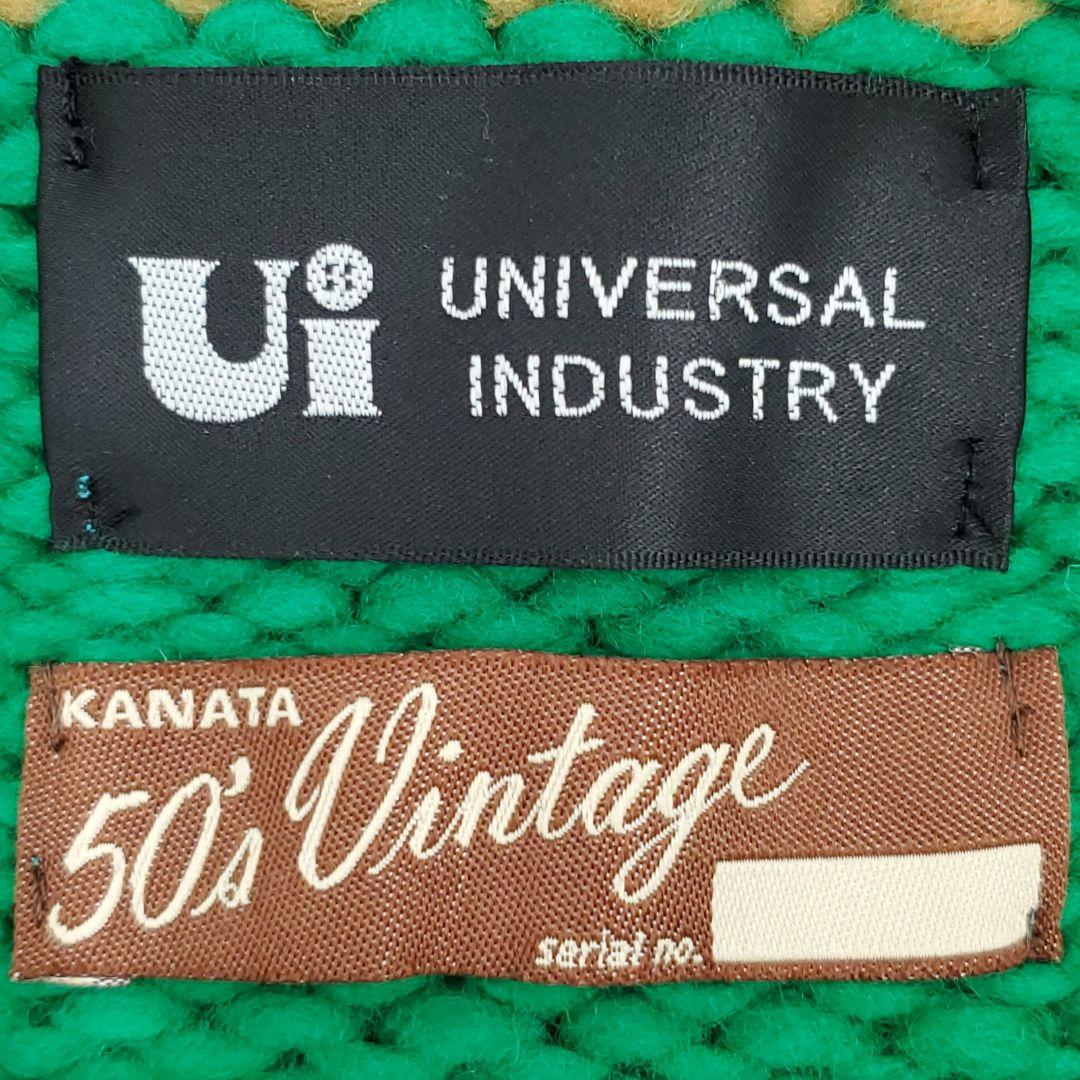 Ui UNIVERSAL
INDUSTRY
KANATA
50's Vintage
serial no.